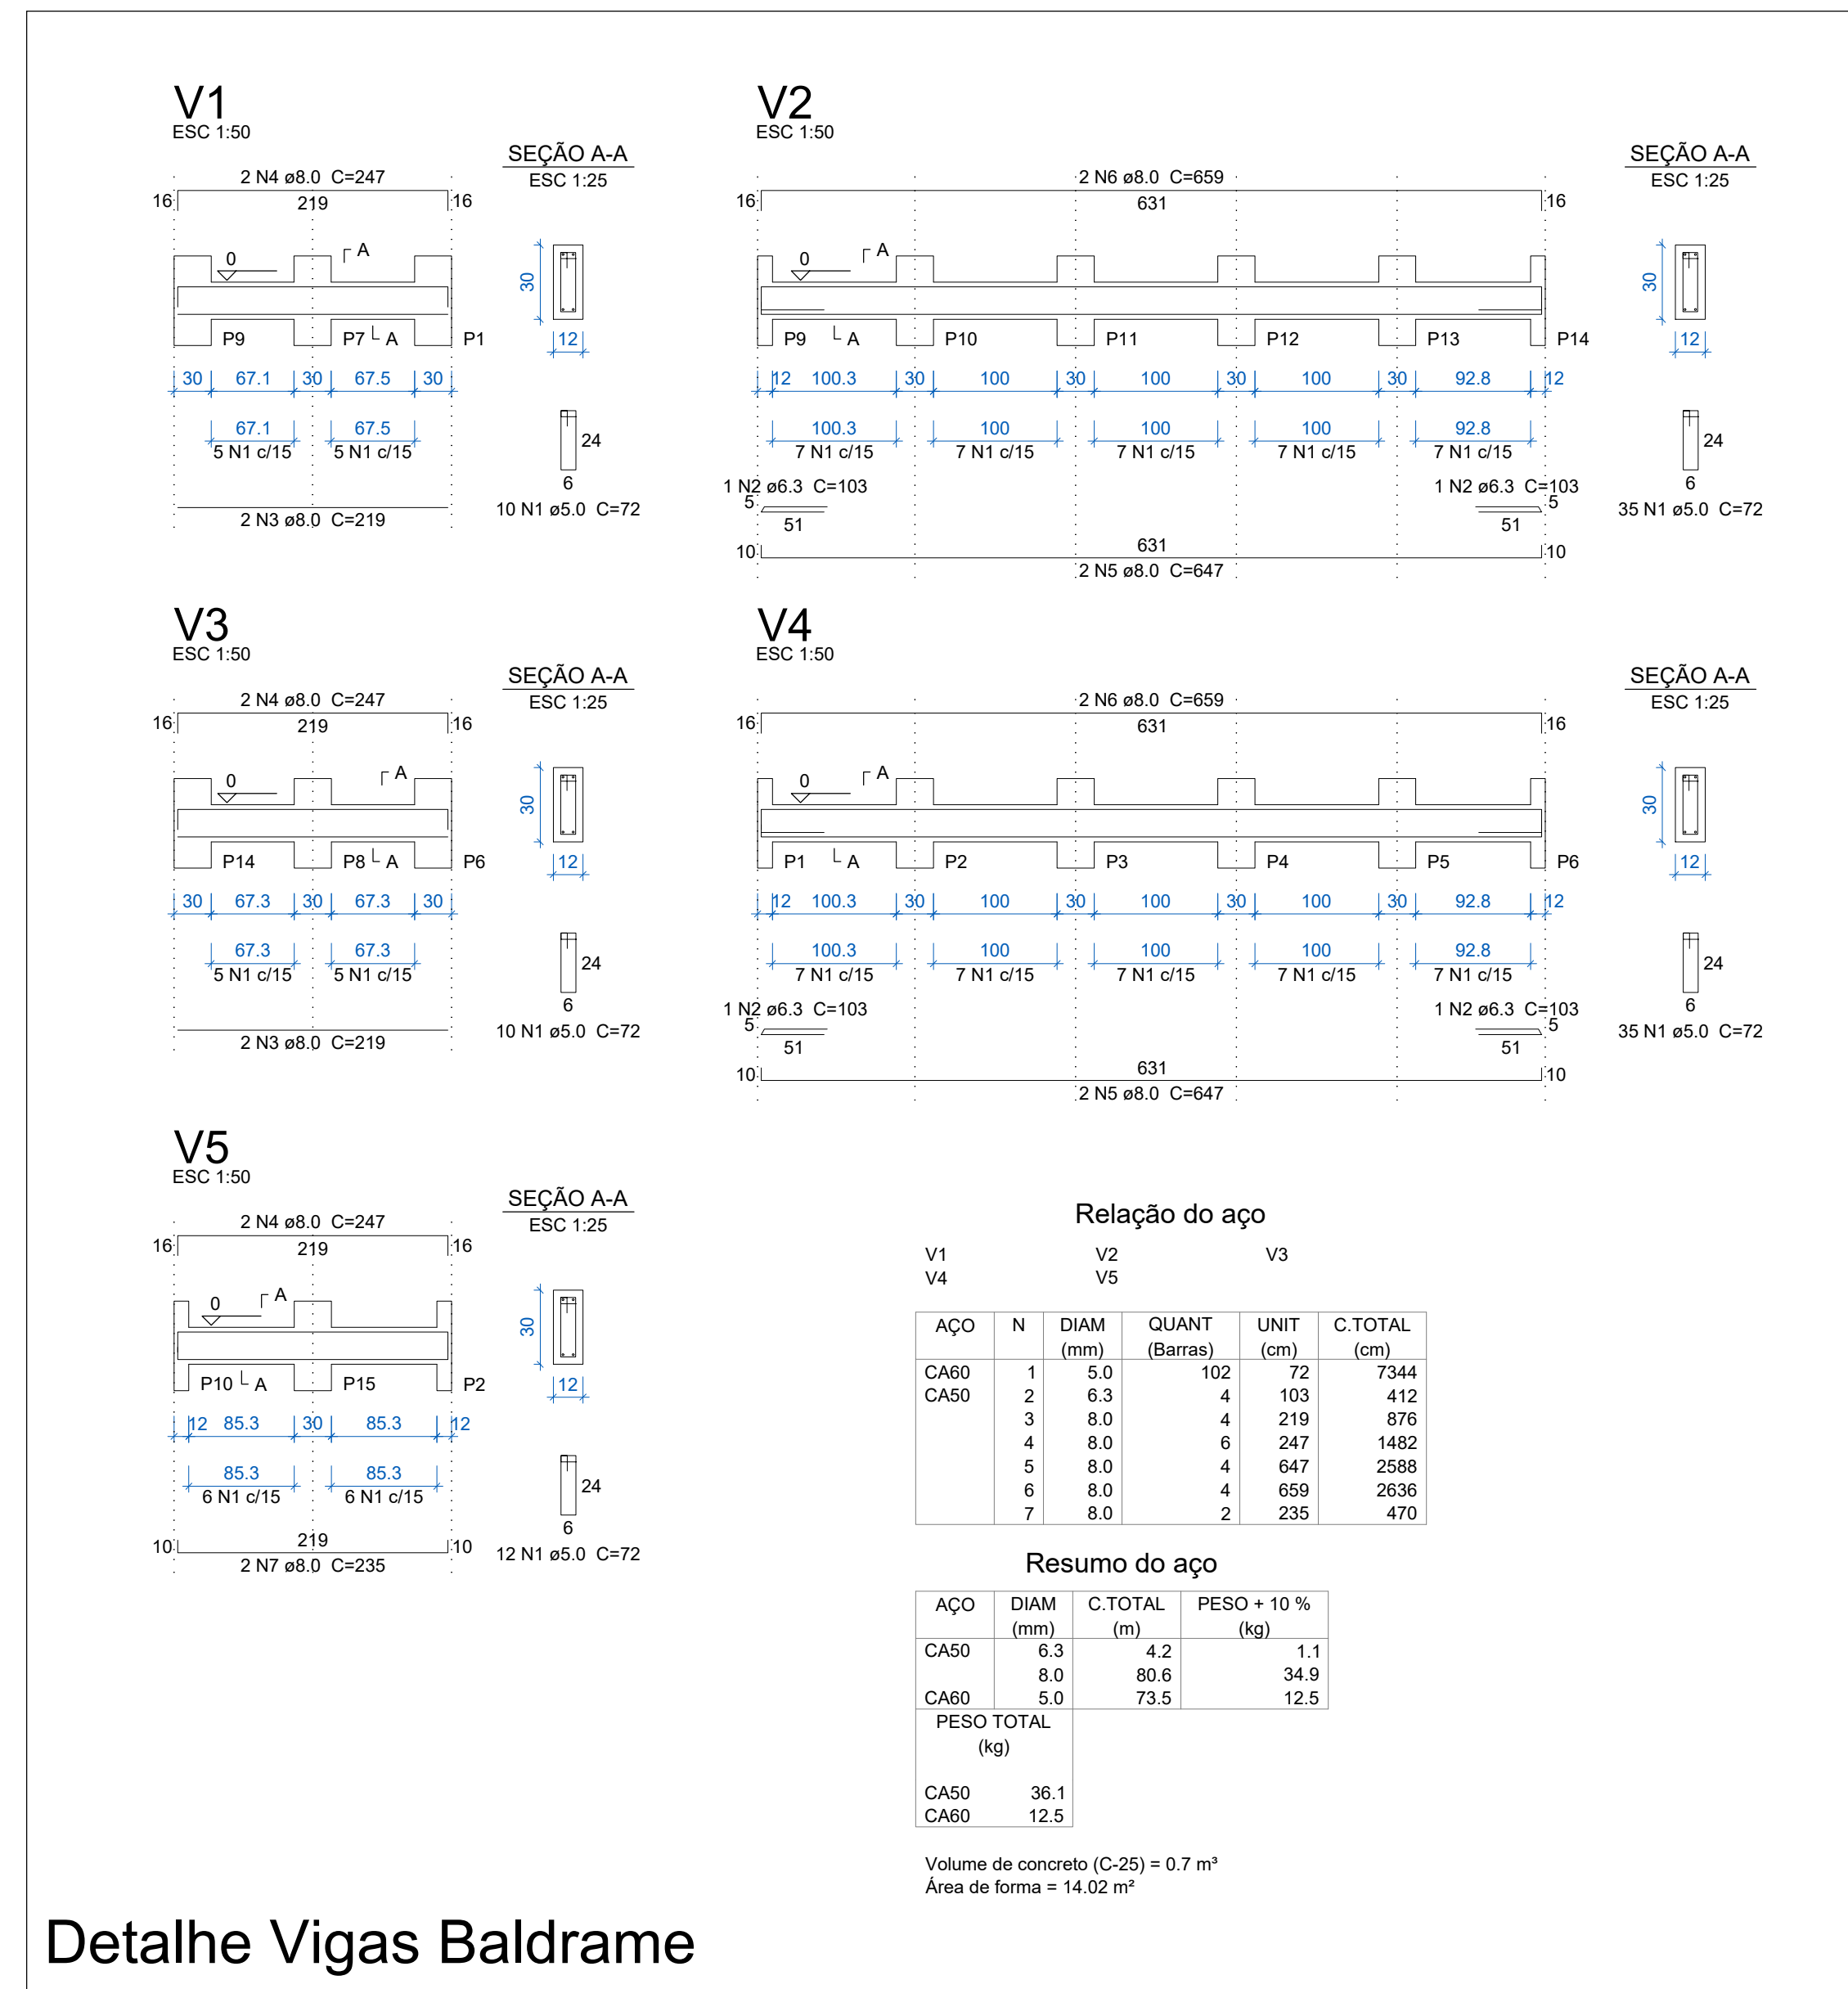 V1
ESC 1:50
SEÇÃO A-A
ESC 1:25
2 N4 ø8.0 C=247
16 219 16
0 A
30
12
P9 P7 A P1
30 67.1 30 67.5 30
67.1 67.5
5 N1 c/15 5 N1 c/15
24
6
2 N3 ø8.0 C=219
10 N1 ø5.0 C=72
V2
ESC 1:50
SEÇÃO A-A
ESC 1:25
2 N6 ø8.0 C=659
16 631 16
0 A
30
12
P9 A P10 P11 P12 P13 P14
12 100.3 30 100 30 100 30 100 30 92.8 12
100.3 100 100 100 92.8
7 N1 c/15 7 N1 c/15 7 N1 c/15 7 N1 c/15 7 N1 c/15
24
6
1 N2 ø6.3 C=103 1 N2 ø6.3 C=103
5 5
51 51
35 N1 ø5.0 C=72
10 631 10
2 N5 ø8.0 C=647
V3
ESC 1:50
SEÇÃO A-A
ESC 1:25
2 N4 ø8.0 C=247
16 219 16
0 A
30
12
P14 P8 A P6
30 67.3 30 67.3 30
67.3 67.3
5 N1 c/15 5 N1 c/15
24
6
2 N3 ø8.0 C=219
10 N1 ø5.0 C=72
V4
ESC 1:50
SEÇÃO A-A
ESC 1:25
2 N6 ø8.0 C=659
16 631 16
0 A
30
12
P1 A P2 P3 P4 P5 P6
12 100.3 30 100 30 100 30 100 30 92.8 12
100.3 100 100 100 92.8
7 N1 c/15 7 N1 c/15 7 N1 c/15 7 N1 c/15 7 N1 c/15
24
6
1 N2 ø6.3 C=103 1 N2 ø6.3 C=103
5 5
51 51
35 N1 ø5.0 C=72
10 631 10
2 N5 ø8.0 C=647
V5
ESC 1:50
SEÇÃO A-A
ESC 1:25
2 N4 ø8.0 C=247
16 219 16
0 A
30
12
P10 A P15 P2
12 85.3 30 85.3 12
85.3 85.3
6 N1 c/15 6 N1 c/15
24
6
10 219 10
2 N7 ø8.0 C=235
12 N1 ø5.0 C=72
Relação do aço
V1 V2 V3
V4 V5
AÇO N DIAM QUANT UNIT C.TOTAL
(mm) (Barras) (cm) (cm)
CA60 1 5.0 102 72 7344
CA50 2 6.3 4 103 412
3 8.0 4 219 876
4 8.0 6 247 1482
5 8.0 4 647 2588
6 8.0 4 659 2636
7 8.0 2 235 470
Resumo do aço
AÇO DIAM C.TOTAL PESO + 10 %
(mm) (m) (kg)
CA50 6.3 4.2 1.1
8.0 80.6 34.9
CA60 5.0 73.5 12.5
PESO TOTAL
(kg)
CA50 36.1
CA60 12.5
Volume de concreto (C-25) = 0.7 m³
Área de forma = 14.02 m²
Detalhe Vigas Baldrame